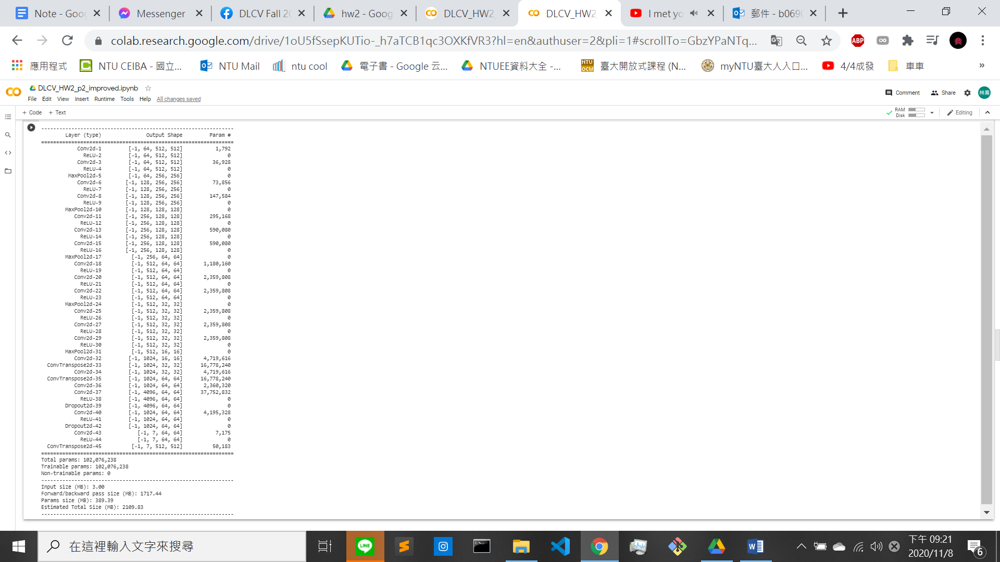 Note - Goo
Messenger
DLCV Fall 20
hw2 - Goog
DLCV_HW2_
DLCV_HW2_
I met yo
郵件 - b069
colab.research.google.com/drive/1oU5fSsepKUTio-_h7aTCB1qc3OXKfVR3?hl=en&authuser=2&pli=1#scrollTo=GbzYPaNTq...
ABP
應用程式
NTU CEIBA - 國立...
NTU Mail
ntu cool
電子書 - Google 云...
NTUEE資料大全 -...
NTU OCW
臺大開放式課程 (N...
myNTU臺大人入口...
4/4成發
車車
»
DLCV_HW2_p2_improved.ipynb
File Edit View Insert Runtime Tools Help All changes saved
Comment
Share
林熹
+ Code + Text
RAM
Disk
Editing
----------------------------------------------------------------
Layer (type) Output Shape Param #
================================================================
Conv2d-1 [-1, 64, 512, 512] 1,792
ReLU-2 [-1, 64, 512, 512] 0
Conv2d-3 [-1, 64, 512, 512] 36,928
ReLU-4 [-1, 64, 512, 512] 0
MaxPool2d-5 [-1, 64, 256, 256] 0
Conv2d-6 [-1, 128, 256, 256] 73,856
ReLU-7 [-1, 128, 256, 256] 0
Conv2d-8 [-1, 128, 256, 256] 147,584
ReLU-9 [-1, 128, 256, 256] 0
MaxPool2d-10 [-1, 128, 128, 128] 0
Conv2d-11 [-1, 256, 128, 128] 295,168
ReLU-12 [-1, 256, 128, 128] 0
Conv2d-13 [-1, 256, 128, 128] 590,080
ReLU-14 [-1, 256, 128, 128] 0
Conv2d-15 [-1, 256, 128, 128] 590,080
ReLU-16 [-1, 256, 128, 128] 0
MaxPool2d-17 [-1, 256, 64, 64] 0
Conv2d-18 [-1, 512, 64, 64] 1,180,160
ReLU-19 [-1, 512, 64, 64] 0
Conv2d-20 [-1, 512, 64, 64] 2,359,808
ReLU-21 [-1, 512, 64, 64] 0
Conv2d-22 [-1, 512, 64, 64] 2,359,808
ReLU-23 [-1, 512, 64, 64] 0
MaxPool2d-24 [-1, 512, 32, 32] 0
Conv2d-25 [-1, 512, 32, 32] 2,359,808
ReLU-26 [-1, 512, 32, 32] 0
Conv2d-27 [-1, 512, 32, 32] 2,359,808
ReLU-28 [-1, 512, 32, 32] 0
Conv2d-29 [-1, 512, 32, 32] 2,359,808
ReLU-30 [-1, 512, 32, 32] 0
MaxPool2d-31 [-1, 512, 16, 16] 0
Conv2d-32 [-1, 1024, 16, 16] 4,719,616
ConvTranspose2d-33 [-1, 1024, 32, 32] 16,778,240
Conv2d-34 [-1, 1024, 32, 32] 4,719,616
ConvTranspose2d-35 [-1, 1024, 64, 64] 16,778,240
Conv2d-36 [-1, 1024, 64, 64] 2,360,320
Conv2d-37 [-1, 4096, 64, 64] 37,752,832
ReLU-38 [-1, 4096, 64, 64] 0
Dropout2d-39 [-1, 4096, 64, 64] 0
Conv2d-40 [-1, 1024, 64, 64] 4,195,328
ReLU-41 [-1, 1024, 64, 64] 0
Dropout2d-42 [-1, 1024, 64, 64] 0
Conv2d-43 [-1, 7, 64, 64] 7,175
ReLU-44 [-1, 7, 64, 64] 0
ConvTranspose2d-45 [-1, 7, 512, 512] 50,183
================================================================
Total params: 102,076,238
Trainable params: 102,076,238
Non-trainable params: 0
----------------------------------------------------------------
Input size (MB): 3.00
Forward/backward pass size (MB): 1717.44
Params size (MB): 389.39
Estimated Total Size (MB): 2109.83
----------------------------------------------------------------
在這裡輸入文字來搜尋
LINE
下午 09:21
2020/11/8
6